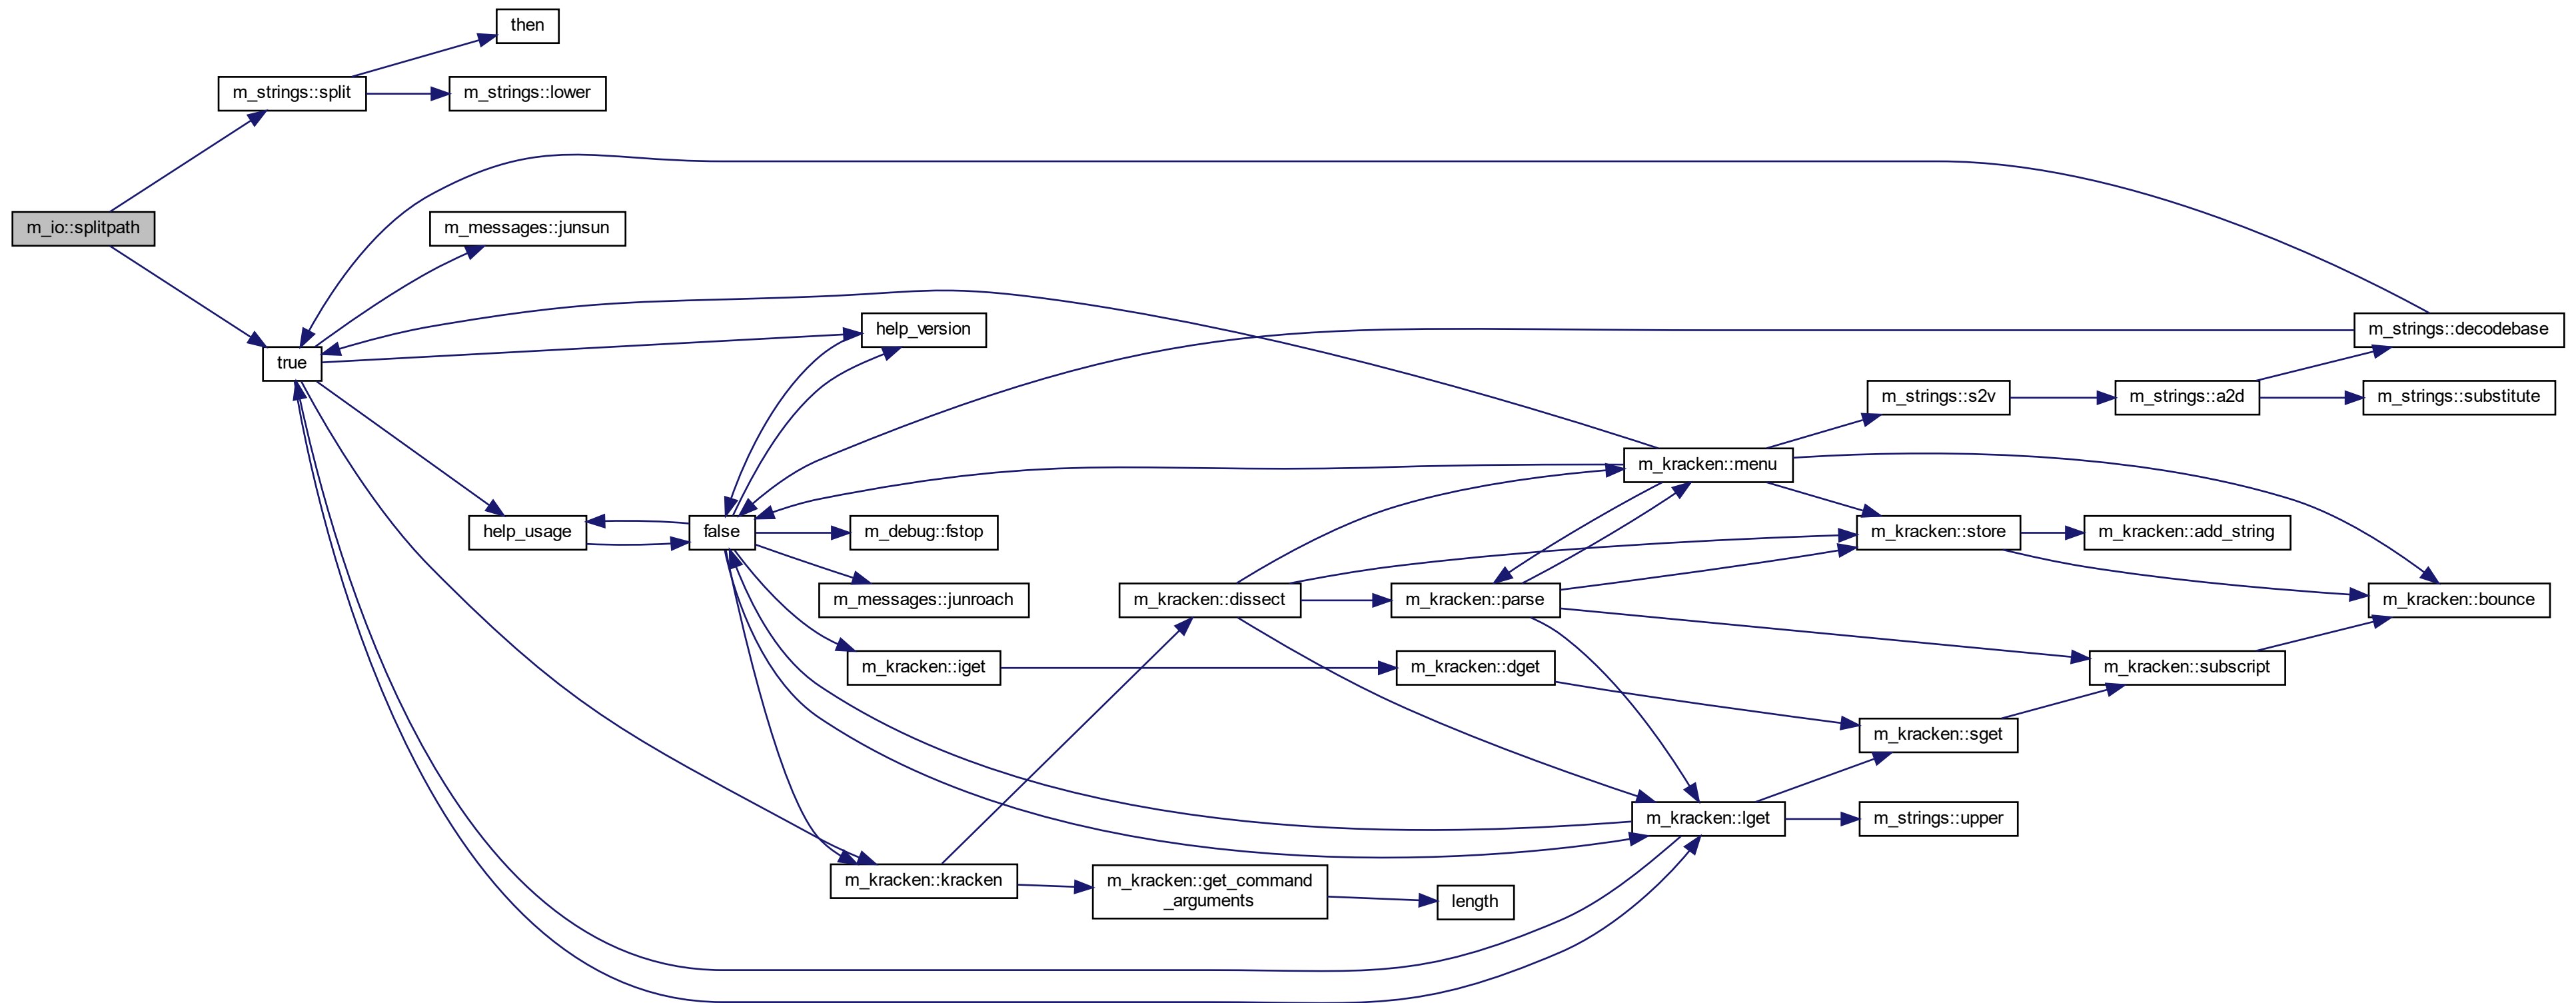 then
m_strings::split
m_strings::lower
m_io::splitpath
m_messages::junsun
help_version
m_strings::decodebase
true
m_strings::s2v
m_strings::a2d
m_strings::substitute
m_kracken::menu
help_usage
false
m_debug::fstop
m_kracken::store
m_kracken::add_string
m_messages::junroach
m_kracken::dissect
m_kracken::parse
m_kracken::bounce
m_kracken::iget
m_kracken::dget
m_kracken::subscript
m_kracken::sget
m_kracken::lget
m_strings::upper
m_kracken::kracken
m_kracken::get_command
_arguments
length